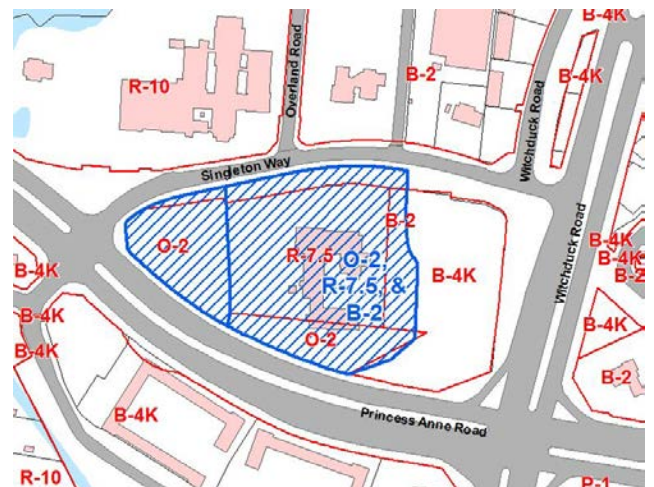 B-4K
Overland Road
B-2
B-4K
R-10
Witchduck Road
Singleton Way
B-2
O-2
R-7.5
O-2,
R-7.5, &
B-2
B-4K
Witchduck Road
B-4K
B-4K
B-2
B-4K
B-4K
B-4K
B-4K
O-2
B-2
Princess Anne Road
B-4K
R-10